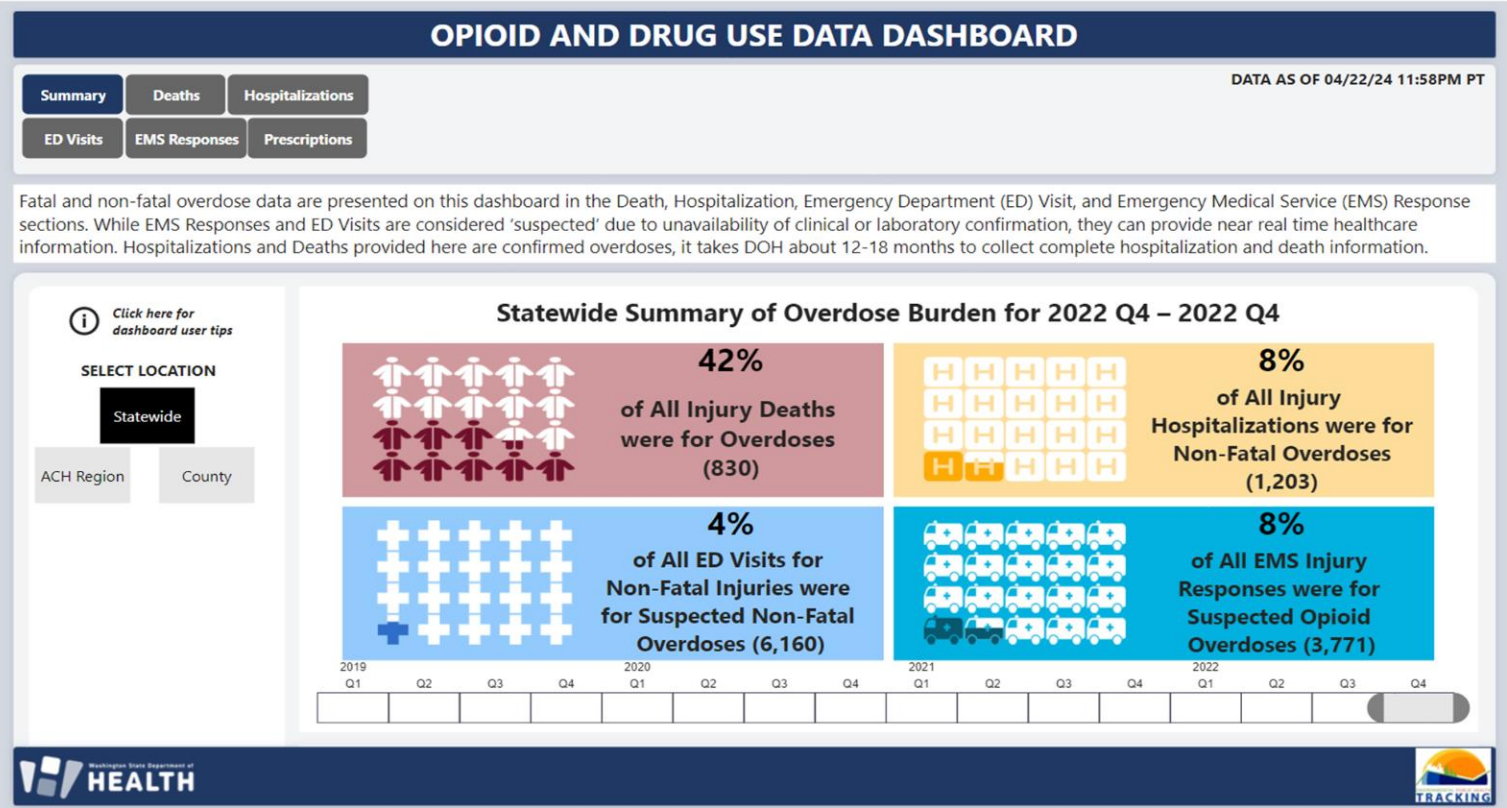 OPIOID AND DRUG USE DATA DASHBOARD
DATA AS OF 04/22/24 11:58PM PT
Summary
Deaths
Hospitalizations
ED Visits
EMS Responses
Prescriptions
Fatal and non-fatal overdose data are presented on this dashboard in the Death, Hospitalization, Emergency Department (ED) Visit, and Emergency Medical Service (EMS) Response
sections. While EMS Responses and ED Visits are considered ‘suspected’ due to unavailability of clinical or laboratory confirmation, they can provide near real time healthcare
information. Hospitalizations and Deaths provided here are confirmed overdoses, it takes DOH about 12-18 months to collect complete hospitalization and death information.
Click here for
dashboard user tips
SELECT LOCATION
Statewide
ACH Region
County
Statewide Summary of Overdose Burden for 2022 Q4 – 2022 Q4
42%
of All Injury Deaths
were for Overdoses
(830)
8%
of All Injury
Hospitalizations were for
Non-Fatal Overdoses
(1,203)
4%
of All ED Visits for
Non-Fatal Injuries were
for Suspected Non-Fatal
Overdoses (6,160)
8%
of All EMS Injury
Responses were for
Suspected Opioid
Overdoses (3,771)
2019 2020 2021 2022
Q1 Q2 Q3 Q4 Q1 Q2 Q3 Q4 Q1 Q2 Q3 Q4 Q1 Q2 Q3 Q4
Washington State Department of
HEALTH
TRACKING